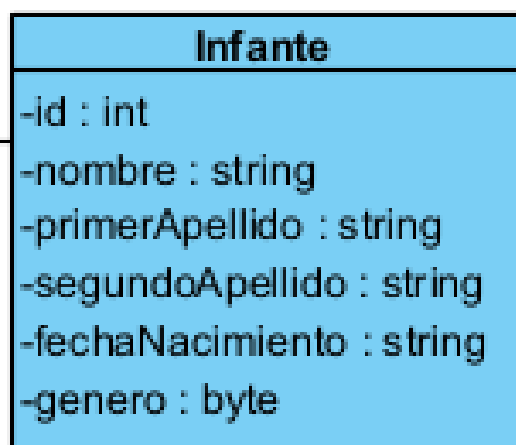 Infante
-id : int
-nombre : string
-primerApellido : string
-segundoApellido : string
-fechaNacimiento : string
-genero : byte